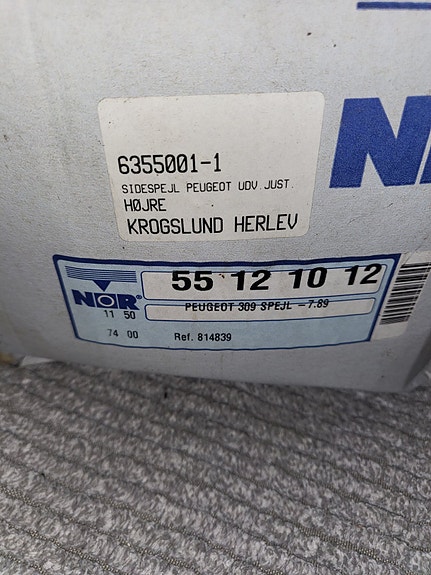 6355001-1
SIDESPEJL PEUGEOT UDV JUST.
HØJRE
KROGSLUND HERLEV
NOR®
55 12 10 12
PEUGEOT 309 SPEJL -7.89
11 50
74 00
Ref. 814839